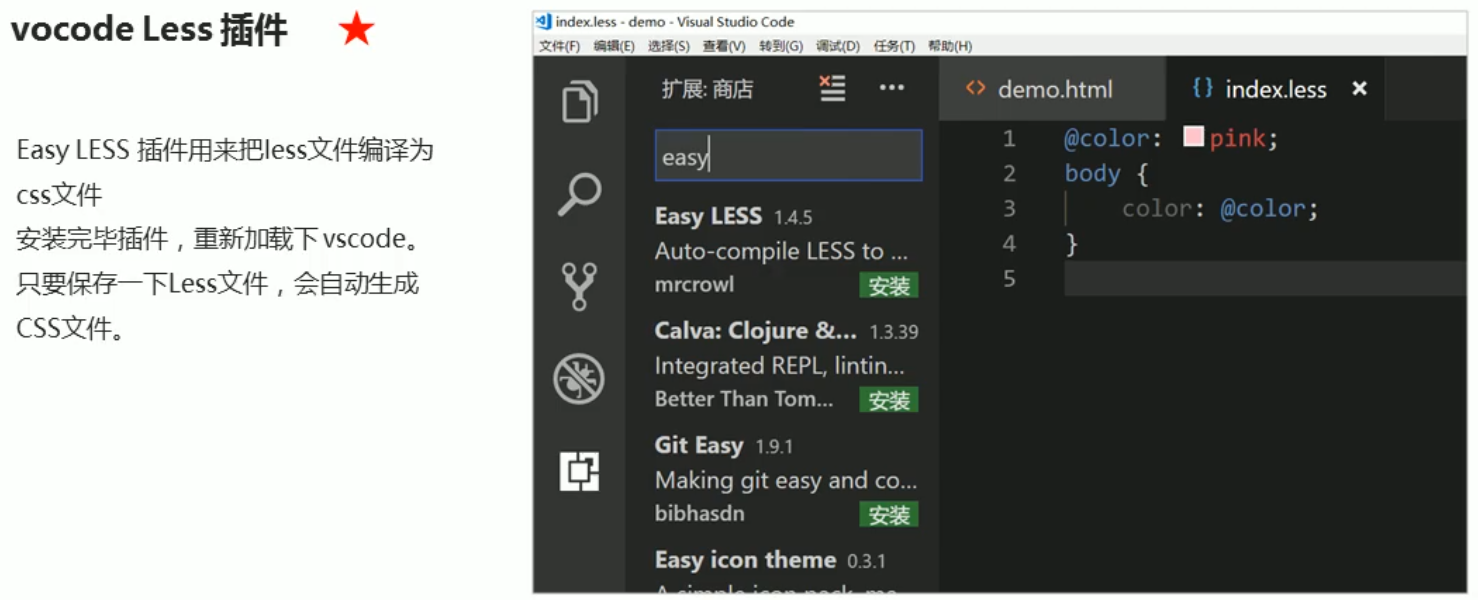 vocode Less 插件
Easy LESS 插件用来把less文件编译为
css文件
安装完毕插件，重新加载下 vscode。
只要保存一下Less文件，会自动生成
CSS文件。
index.less - demo - Visual Studio Code
文件(F) 编辑(E) 选择(S) 查看(V) 转到(G) 调试(D) 任务(T) 帮助(H)
扩展: 商店
easy
Easy LESS 1.4.5
Auto-compile LESS to ...
mrcrowl 安装
Calva: Clojure &... 1.3.39
Integrated REPL, lintin...
Better Than Tom... 安装
Git Easy 1.9.1
Making git easy and co...
bibhasdn 安装
Easy icon theme 0.3.1
demo.html index.less
1 @color: pink;
2 body {
3 color: @color;
4 }
5